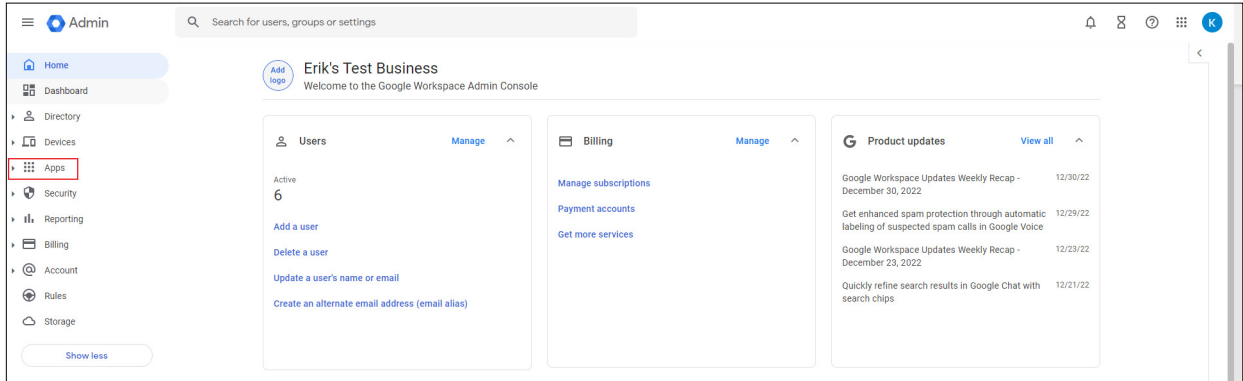 Admin
Search for users, groups or settings
K
Home
Dashboard
Directory
Devices
Apps
Security
Reporting
Billing
Account
Rules
Storage
Show less
Add
logo
Erik's Test Business
Welcome to the Google Workspace Admin Console
Users
Manage
Active
6
Add a user
Delete a user
Update a user's name or email
Create an alternate email address (email alias)
Billing
Manage
Manage subscriptions
Payment accounts
Get more services
Product updates
View all
Google Workspace Updates Weekly Recap - 12/30/22
December 30, 2022
Get enhanced spam protection through automatic 12/29/22
labeling of suspected spam calls in Google Voice
Google Workspace Updates Weekly Recap - 12/23/22
December 23, 2022
Quickly refine search results in Google Chat with 12/21/22
search chips